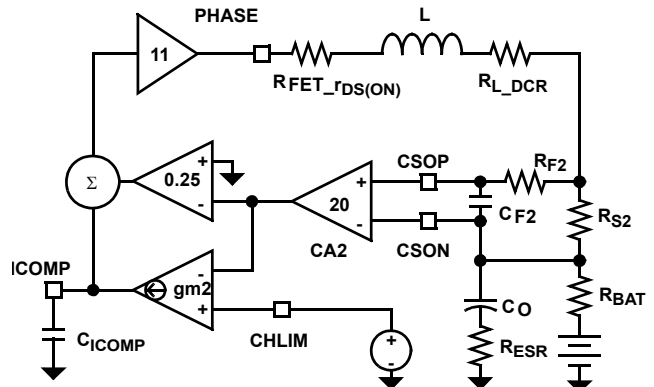 PHASE
L
11
RFET_rDS(ON)
RL_DCR
Σ
0.25
+
-
20
+
-
CA2
CSOP
CSON
RF2
CF2
RS2
ICOMP
gm2
-
+
CICOMP
CHLIM
+
-
CO
RESR
RBAT